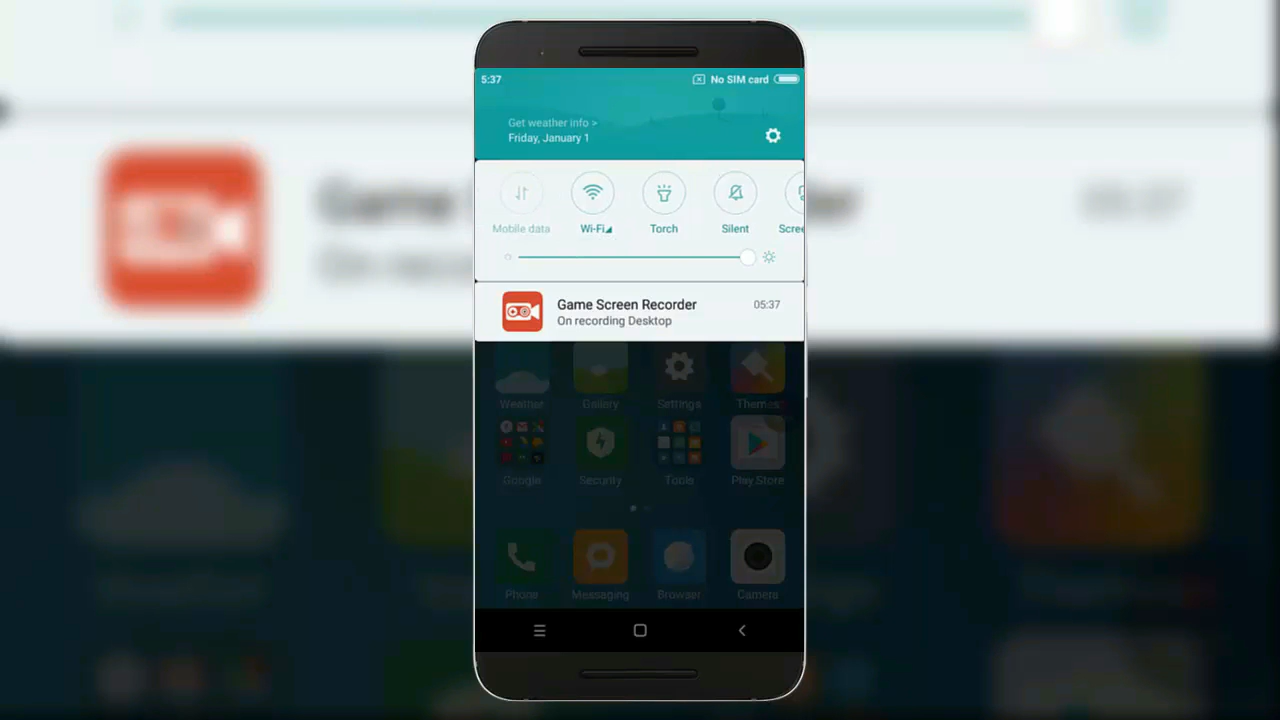 5:37
No SIM card
Get weather info >
Friday, January 1
Mobile data
Wi-Fi
Torch
Silent
Scree
Game Screen Recorder
05:37
On recording Desktop
Weather
Gallery
Settings
Themes
Google
Security
Tools
Play Store
Phone
Messaging
Browser
Camera